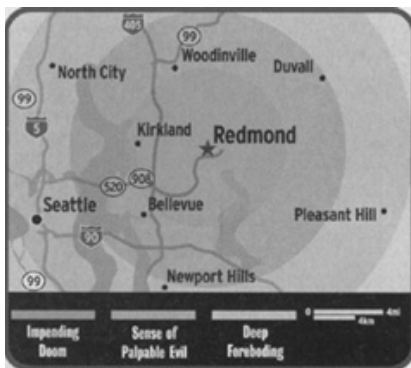 405
99
Woodinville
North City
Duvall
99
5
Kirkland
Redmond
520
908
Seattle
Bellevue
Pleasant Hill
90
Newport Hills
99
0 4mi
4km
Impending
Doom
Sense of
Palpable Evil
Deep
Foreboding